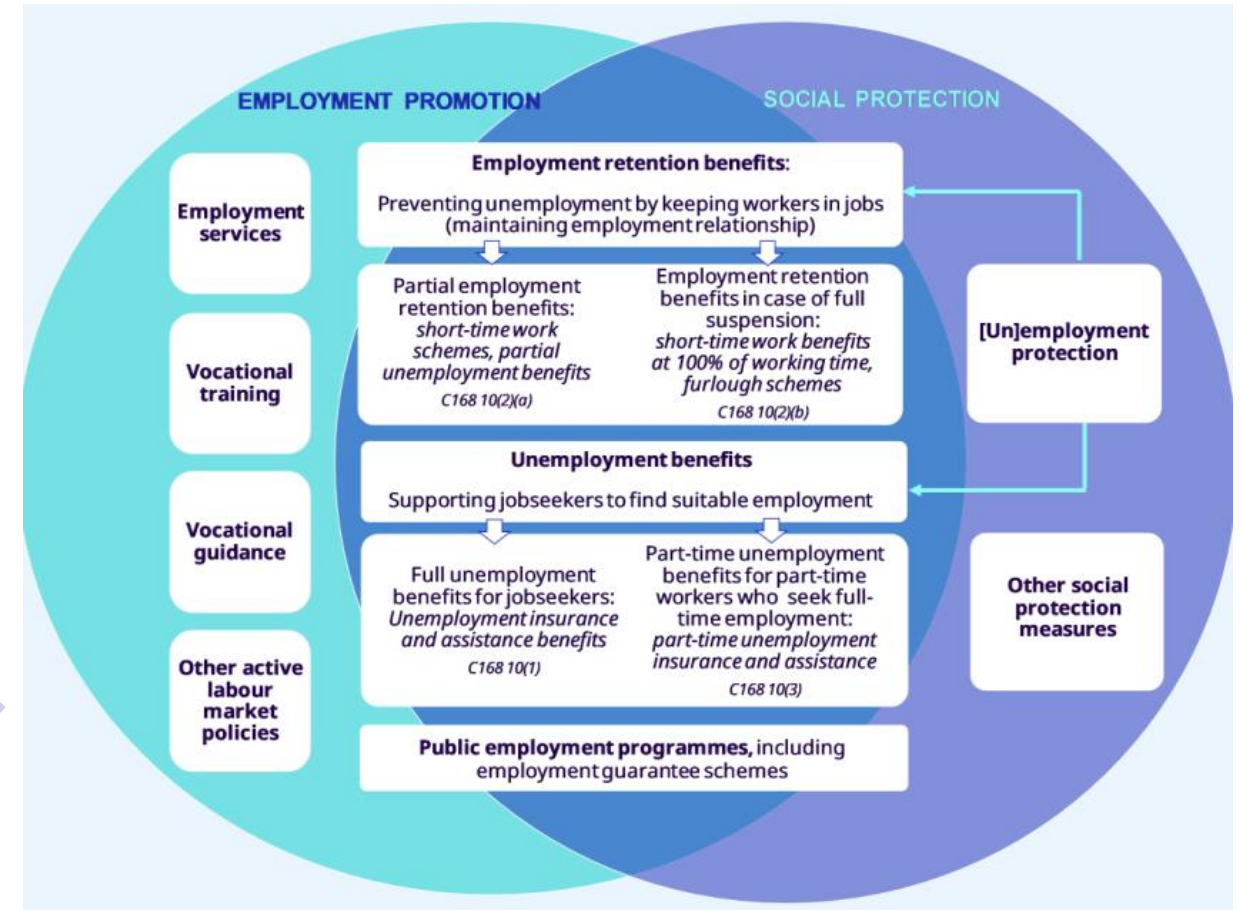 EMPLOYMENT PROMOTION
SOCIAL PROTECTION
Employment
services
Vocational
training
Vocational
guidance
Other active
labour
market
policies
Employment retention benefits:
Preventing unemployment by keeping workers in jobs
(maintaining employment relationship)
Partial employment
retention benefits:
short-time work
schemes, partial
unemployment benefits
C168 10(2)(a)
Employment retention
benefits in case of full
suspension:
short-time work benefits
at 100% of working time,
furlough schemes
C168 10(2)(b)
Unemployment benefits
Supporting jobseekers to find suitable employment
Full unemployment
benefits for jobseekers:
Unemployment insurance
and assistance benefits
C168 10(1)
Part-time unemployment
benefits for part-time
workers who seek full-
time employment:
part-time unemployment
insurance and assistance
C168 10(3)
Public employment programmes, including
employment guarantee schemes
[Un]employment
protection
Other social
protection
measures